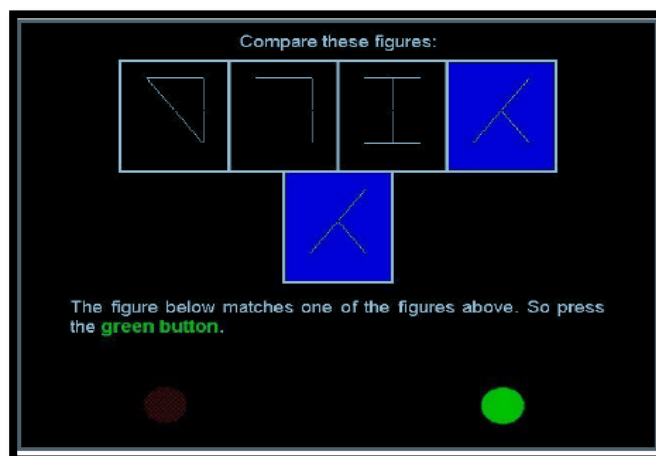 Compare these figures:
The figure below matches one of the figures above. So press
the green button.